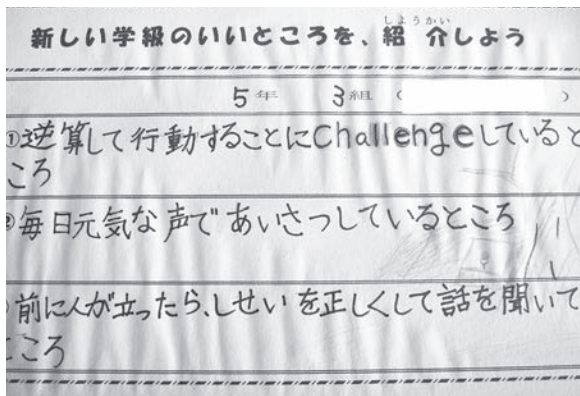 しょうかい
新しい学級のいいところを、紹介しよう
5年 3組 ( )
①逆算して行動することにChallengeしていると
ころ
②毎日元気な声であいさつしているところ
前に人が立ったら、しせいを正しくして話を聞いて
ころ